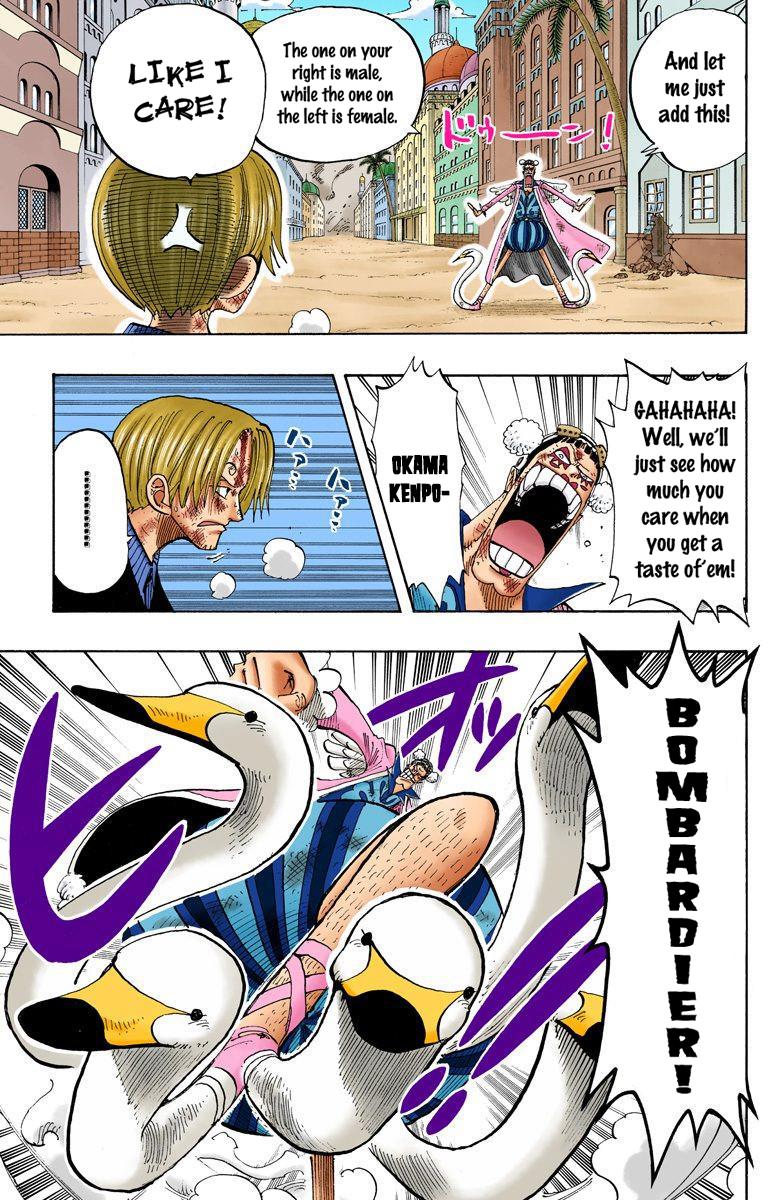 And let
me just
add this!
The one on your
right is male,
while the one on
the left is female.
LIKE I
CARE!
ドゥーーン!
GAHAHAHA!
Well, we'll
just see how
much you
care when
you get a
taste of 'em!
OKAMA
KENPO-
ハァ…
ハァ…
BOMBARDIER!
オッ
ヒ